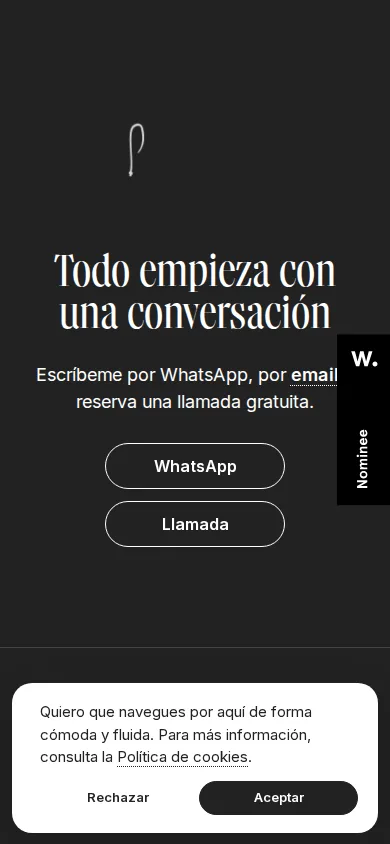 Todo empieza con
una conversación
Escríbeme por WhatsApp, por email
reserva una llamada gratuita.
W.
Nominee
WhatsApp
Llamada
Quiero que navegues por aquí de forma
cómoda y fluida. Para más información,
consulta la Política de cookies.
Rechazar
Aceptar